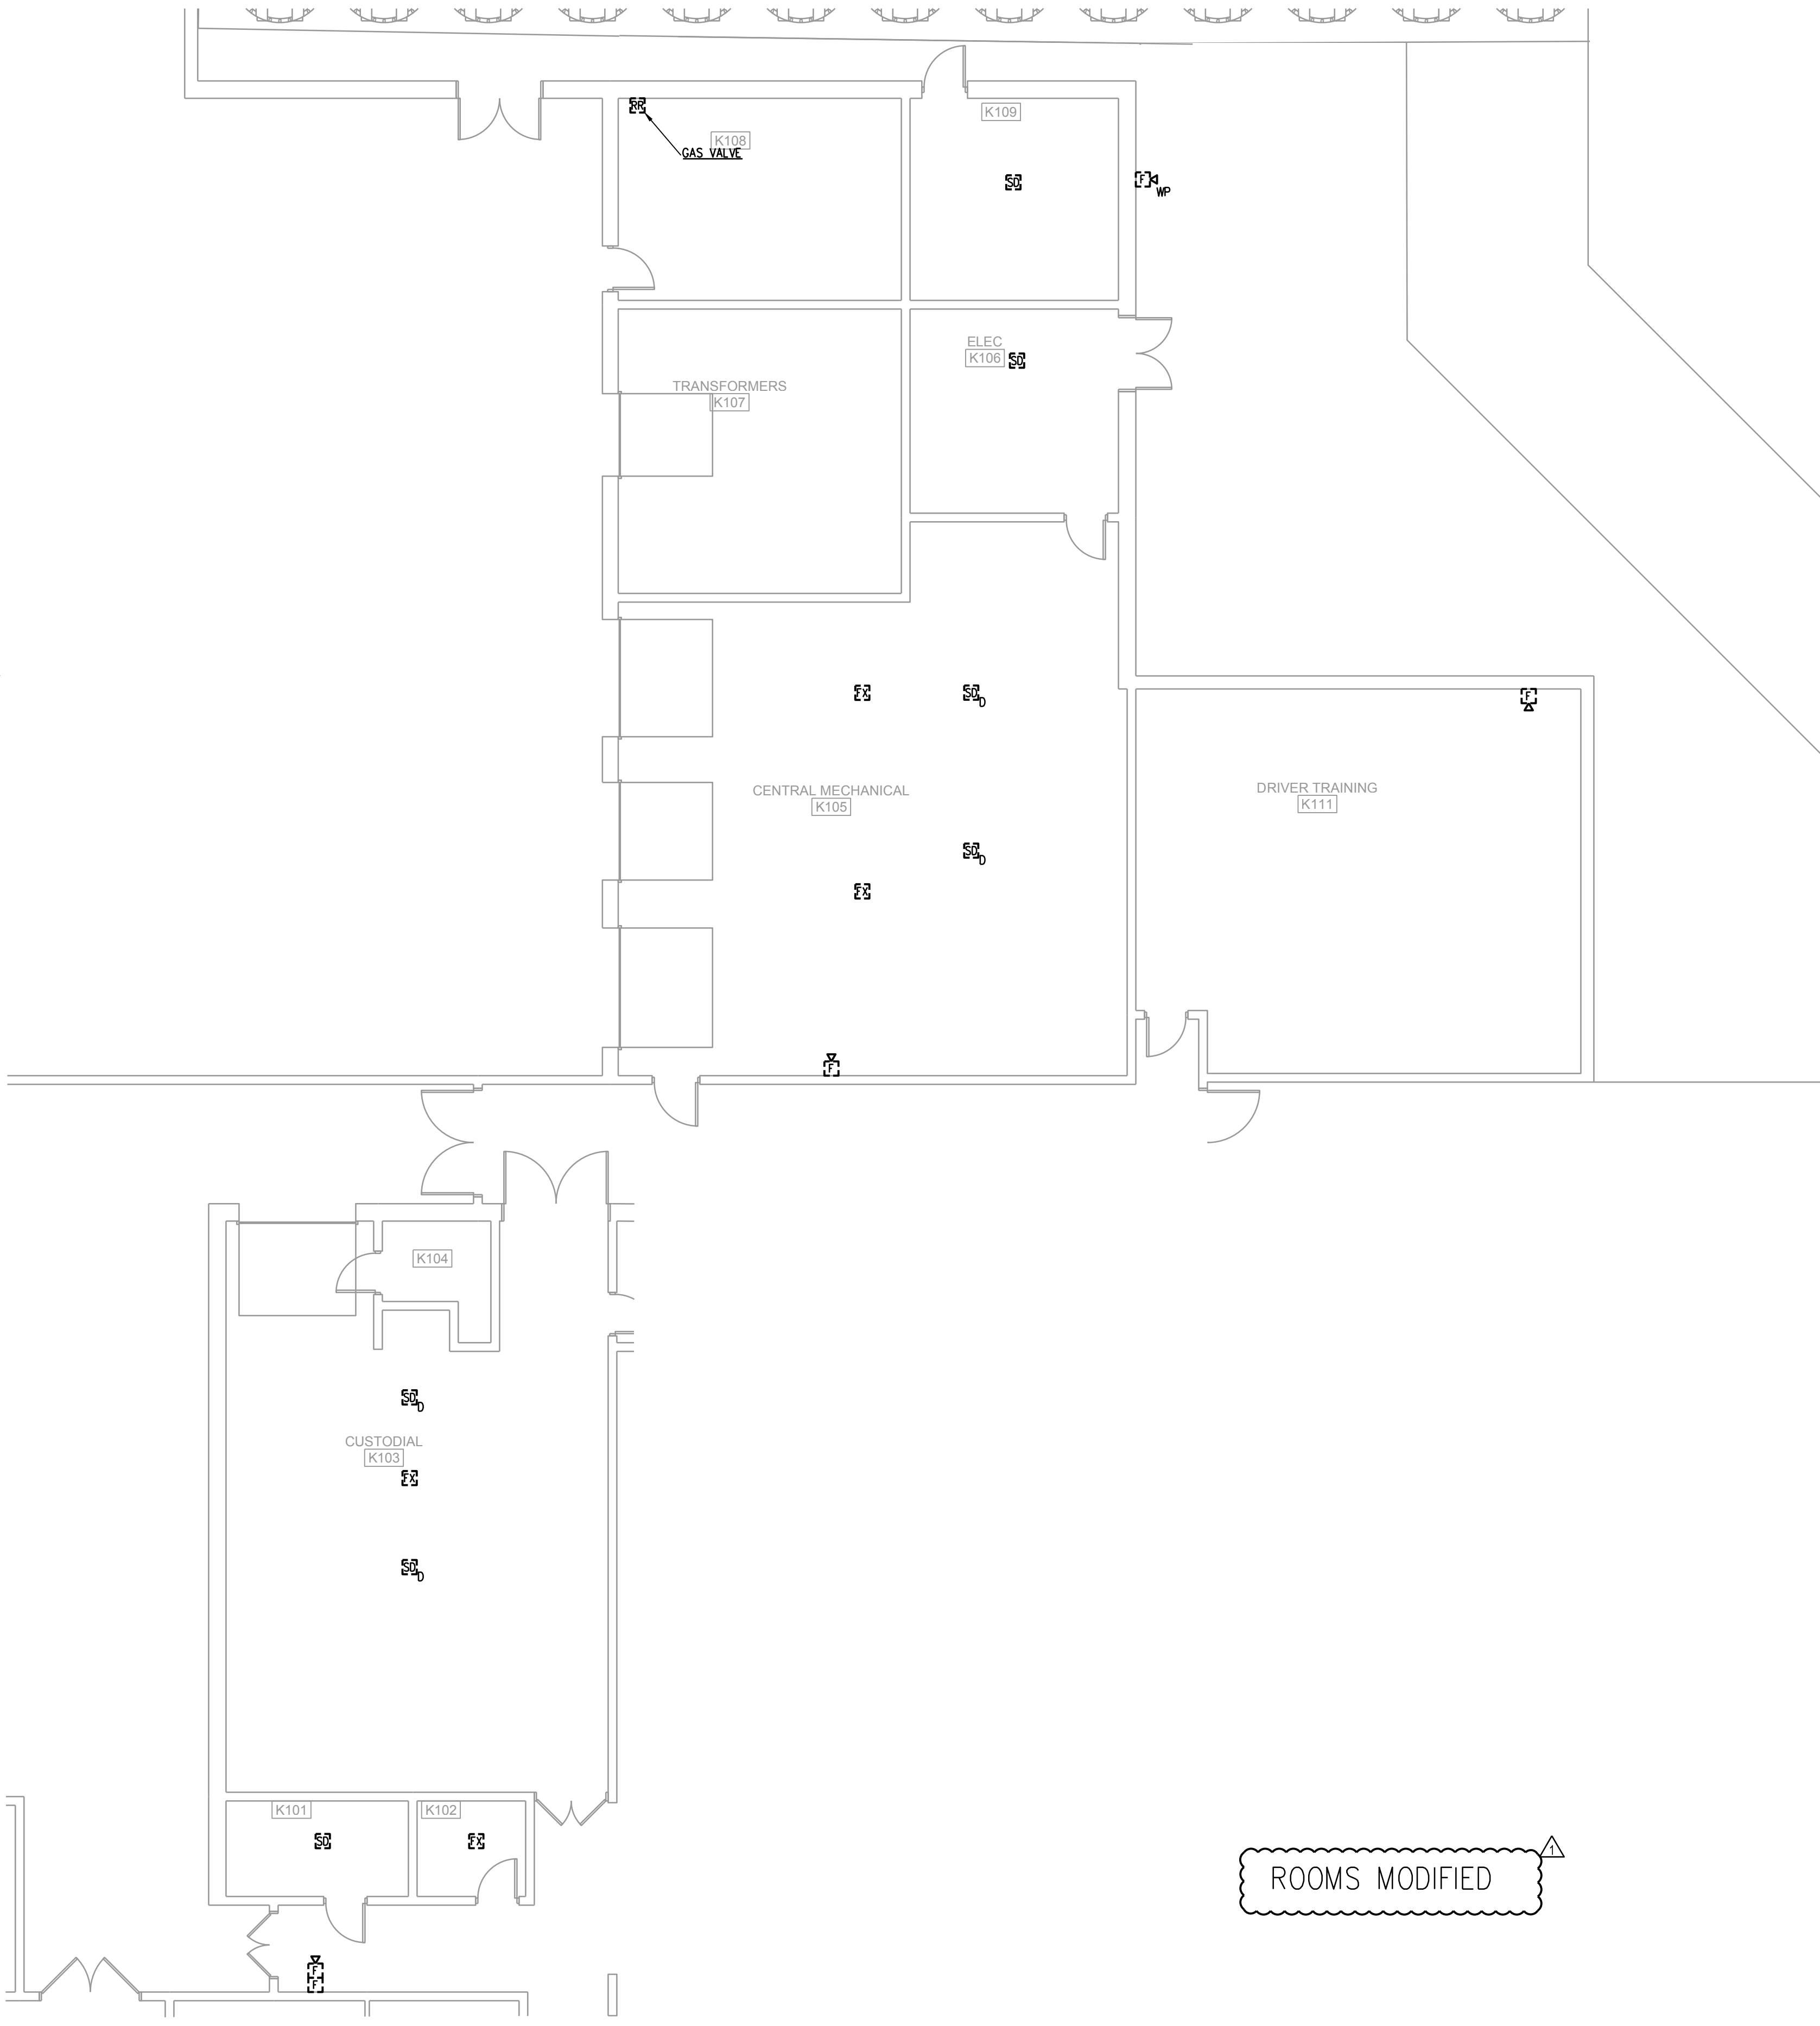 RR
K108
GAS VALVE
K109
SD
F
WP
ELEC
K106
SD
TRANSFORMERS
K107
FX
SD
D
F
CENTRAL MECHANICAL
K105
DRIVER TRAINING
K111
SD
D
FX
F
K104
SD
D
CUSTODIAL
K103
FX
SD
D
K101
K102
SD
FX
1
ROOMS MODIFIED
F
F